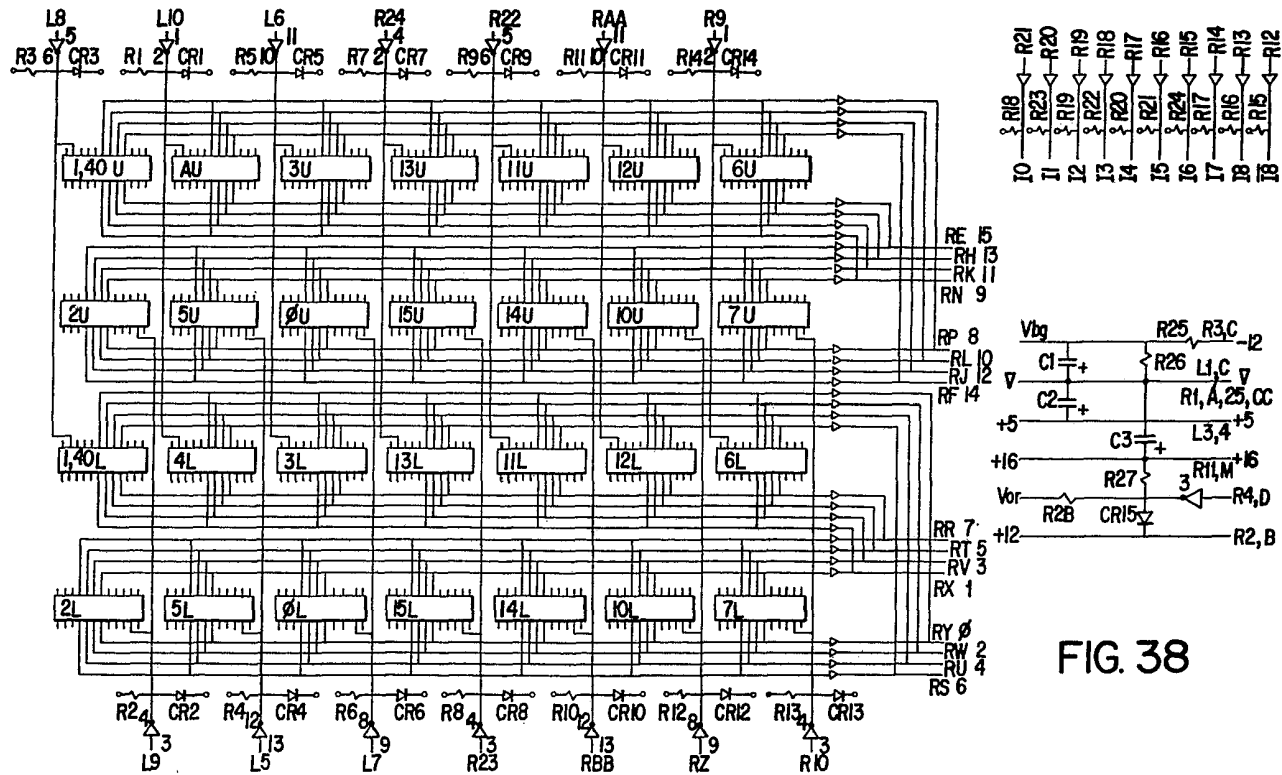 L8 L10 L6 R24 R22 RAA R9
5 1 11 4 5 11 1
R3 6 CR3 R1 2 CR1 R5 10 CR5 R7 2 CR7 R9 6 CR9 R11 10 CR11 R14 2 CR14
R21 R20 R19 R18 R17 R16 R15 R14 R13 R12
R18 R23 R19 R22 R20 R21 R24 R17 R16 R15
I0 I1 I2 I3 I4 I5 I6 I7 I8 I8
1,40 U AU 3U 13U 11U 12U 6U
RE 15
RH 13
RK 11
RN 9
2U 5U ØU 15U 14U 10U 7U
RP 8
RL 10
RJ 12
RF 14
Vbg R25 R3,C -12
C1 + R26
∇ L1,C ∇
C2 + R1,A,25,CC
+5 L3,4 +5
C3 +
+16 +16
R27 R11,M
Vor 3 R4,D
R2B CR15
+12 R2,B
1,40L 4L 3L 13L 11L 12L 6L
RR 7
RT 5
RV 3
RX 1
2L 5L ØL 15L 14L 10L 7L
RY Ø
RW 2
RU 4
RS 6
FIG. 38
R2 4 CR2 R4 12 CR4 R6 8 CR6 R8 4 CR8 R10 12 CR10 R12 8 CR12 R13 4 CR13
3 13 9 3 13 9 3
L9 L5 L7 R23 RBB RZ R10